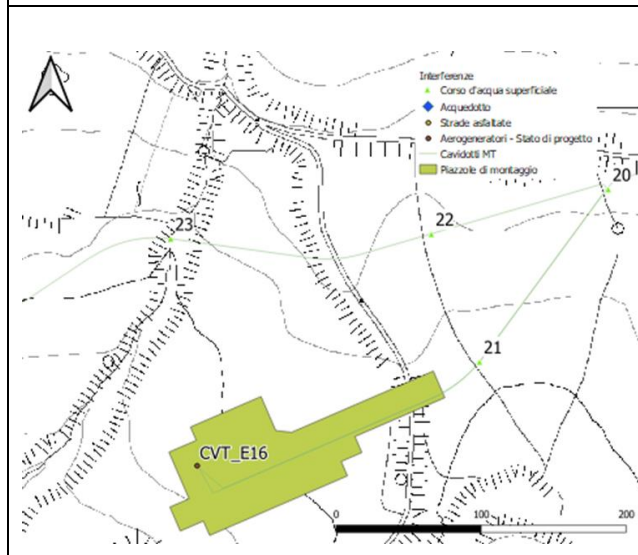 Interferenze
Corso d'acqua superficiale
Acquedotto
Strade asfaltate
Aerogeneratori - Stato di progetto
Cavidotti MT
Piazzole di montaggio
20
22
23
21
CVT_E16
0 100 200